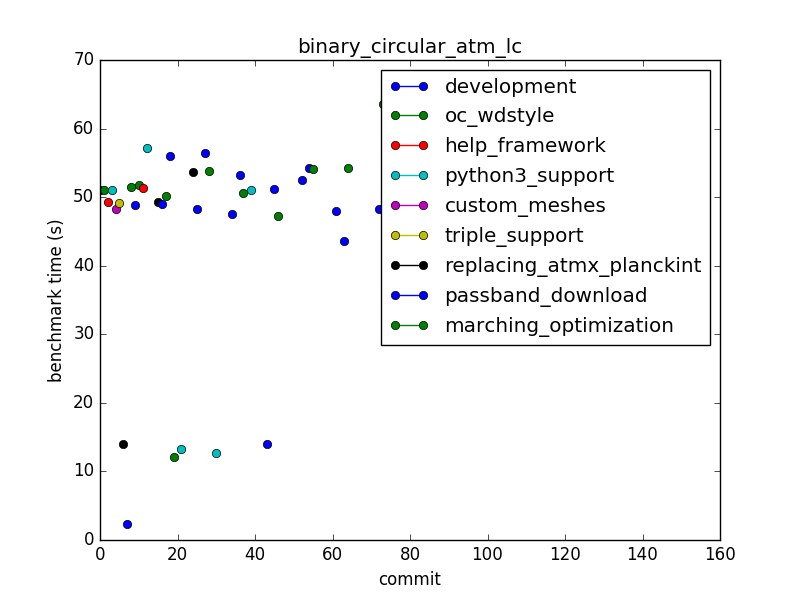 binary_circular_atm_lc
70
60
50
40
30
20
10
0
benchmark time (s)
development
oc_wdstyle
help_framework
python3_support
custom_meshes
triple_support
replacing_atmx_planckint
passband_download
marching_optimization
0 20 40 60 80 100 120 140 160
commit